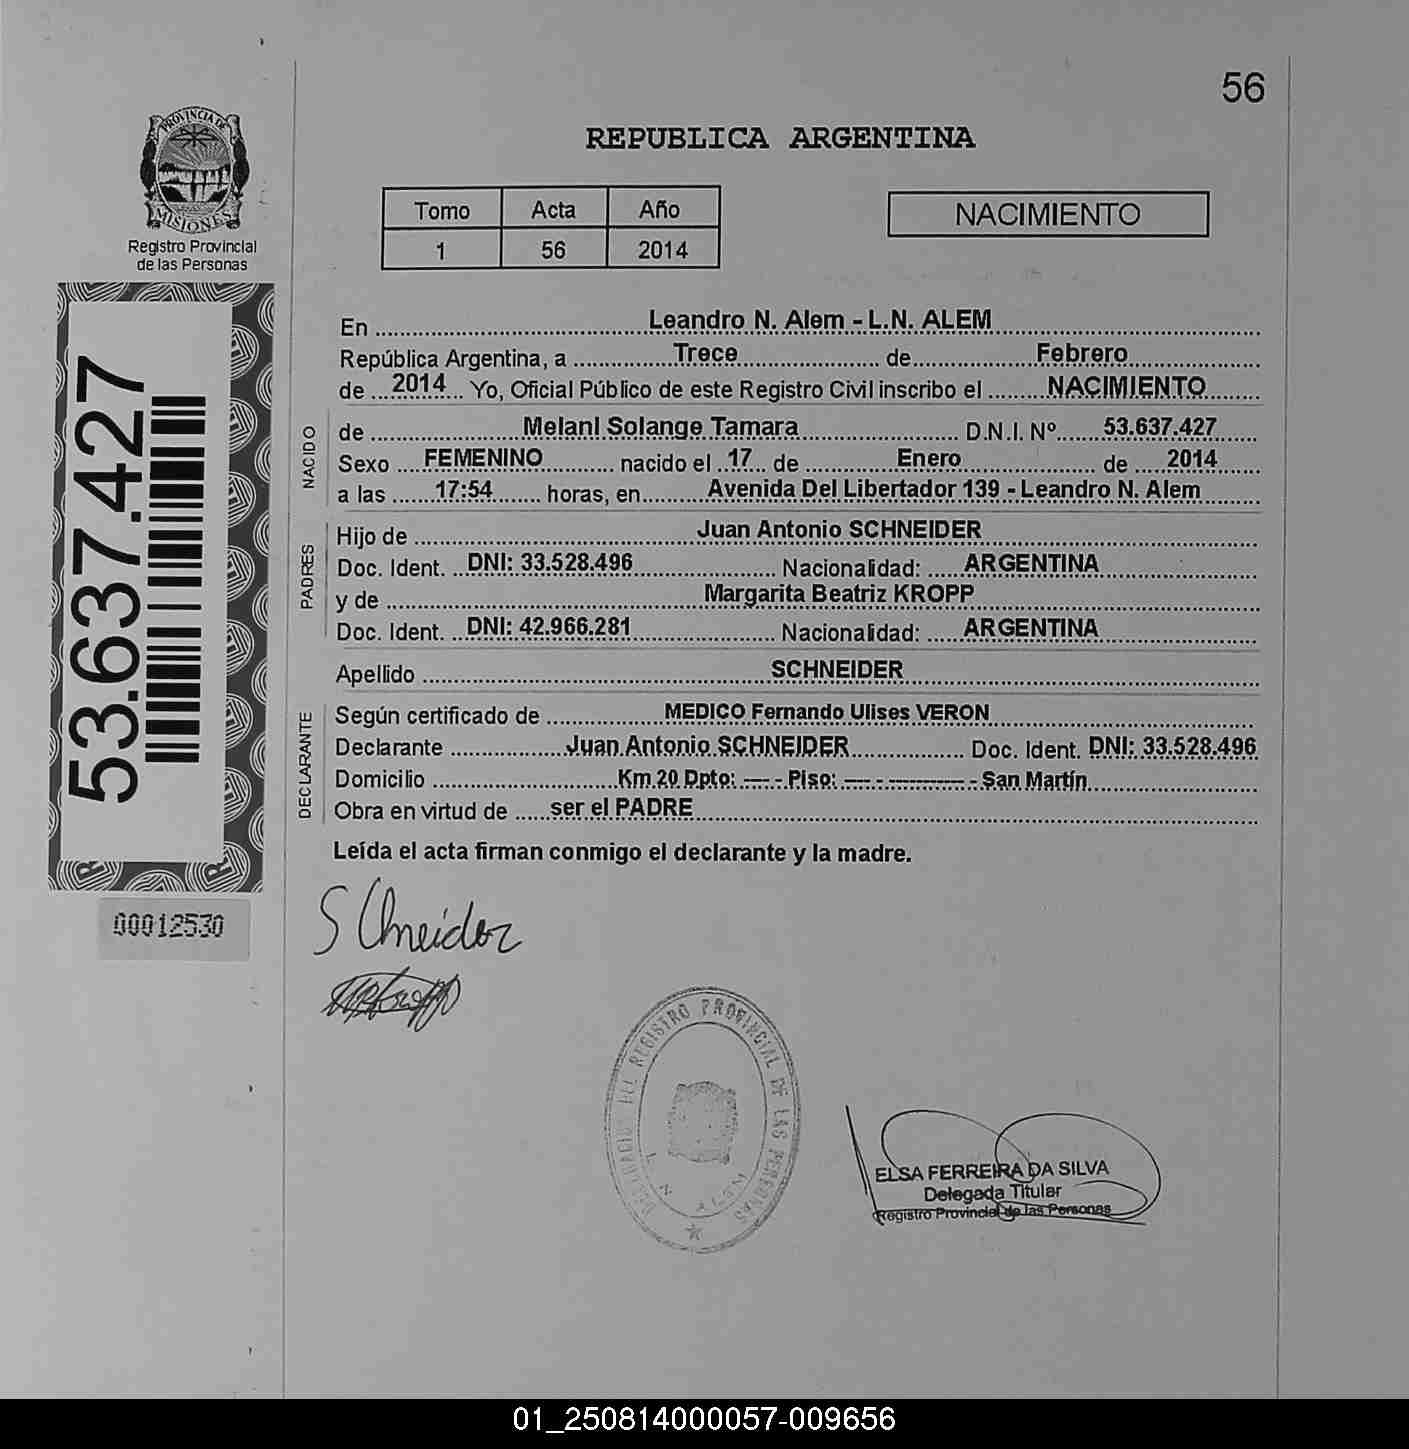 56
PROVINCIA DE
MISIONES
Registro Provincial
de las Personas
REPUBLICA ARGENTINA
Tomo Acta Año
1 56 2014
NACIMIENTO
53.637.427
00012530
En Leandro N. Alem - L.N. ALEM
República Argentina, a Trece de Febrero
de 2014 Yo, Oficial Público de este Registro Civil inscribo el NACIMIENTO
NACIDO
de Melani Solange Tamara D.N.I. Nº 53.637.427
Sexo FEMENINO nacido el 17 de Enero de 2014
a las 17:54 horas, en Avenida Del Libertador 139 - Leandro N. Alem
PADRES
Hijo de Juan Antonio SCHNEIDER
Doc. Ident. DNI: 33.528.496 Nacionalidad: ARGENTINA
y de Margarita Beatriz KROPP
Doc. Ident. DNI: 42.966.281 Nacionalidad: ARGENTINA
Apellido SCHNEIDER
DECLARANTE
Según certificado de MEDICO Fernando Ulises VERON
Declarante Juan Antonio SCHNEIDER Doc. Ident. DNI: 33.528.496
Domicilio Km 20 Dpto: ---- - Piso: ---- - ----------- - San Martín
Obra en virtud de ser el PADRE
Leída el acta firman conmigo el declarante y la madre.
SChneider
DELEGACION DEL REGISTRO PROVINCIAL DE LAS PERSONAS
ELSA FERREIRA DA SILVA
Delegada Titular
Registro Provincial de las Personas
01_250814000057-009656